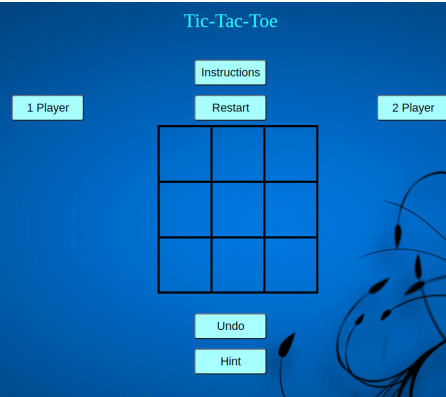 Tic-Tac-Toe
Instructions
1 Player
Restart
2 Player
Undo
Hint